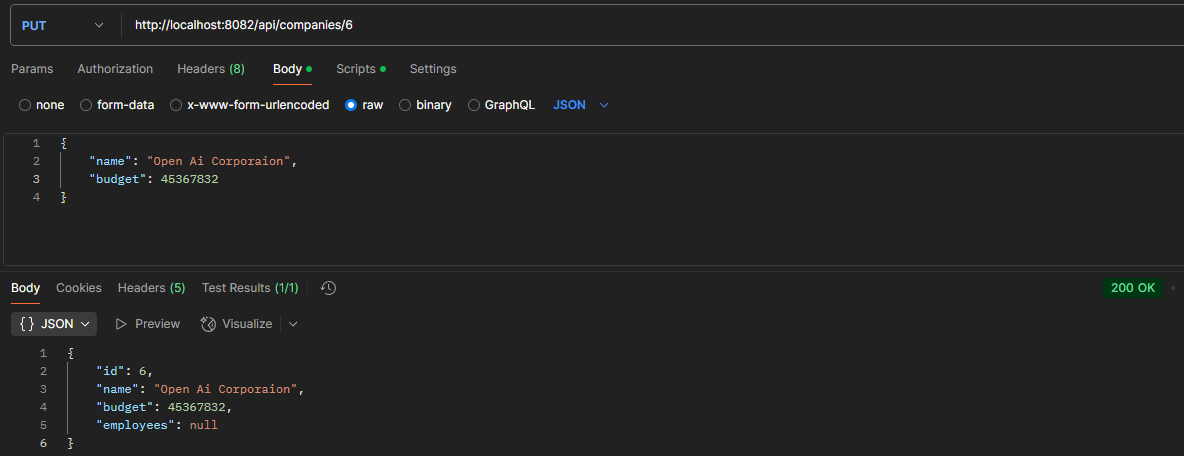 PUT http://localhost:8082/api/companies/6
Params Authorization Headers (8) Body Scripts Settings
none form-data x-www-form-urlencoded raw binary GraphQL JSON
1 {
2 "name": "Open Ai Corporaion",
3 "budget": 45367832
4 }
Body Cookies Headers (5) Test Results (1/1) 200 OK
{} JSON Preview Visualize
1 {
2 "id": 6,
3 "name": "Open Ai Corporaion",
4 "budget": 45367832,
5 "employees": null
6 }